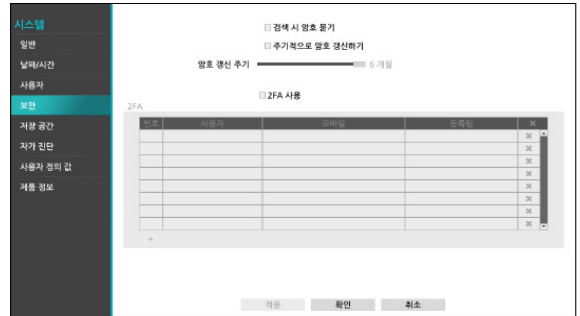 시스템
일반
날짜/시간
사용자
보안
저장 공간
자가 진단
사용자 정의 값
제품 정보
검색 시 암호 묻기
주기적으로 암호 갱신하기
암호 갱신 주기 6 개월
2FA 사용
2FA
번호 사용자 모바일 등록됨
+
적용 확인 취소